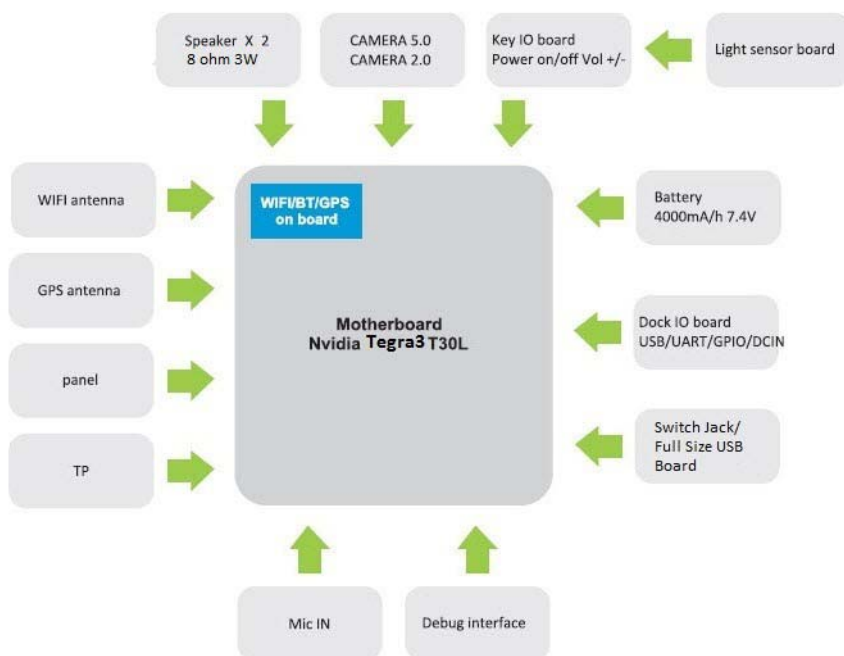 Speaker X 2
8 ohm 3W
CAMERA 5.0
CAMERA 2.0
Key IO board
Power on/off Vol +/-
Light sensor board
WIFI antenna
WIFI/BT/GPS
on board
Battery
4000mA/h 7.4V
GPS antenna
Motherboard
Nvidia Tegra3 T30L
Dock IO board
USB/UART/GPIO/DCIN
panel
Switch Jack/
Full Size USB
Board
TP
Mic IN
Debug interface